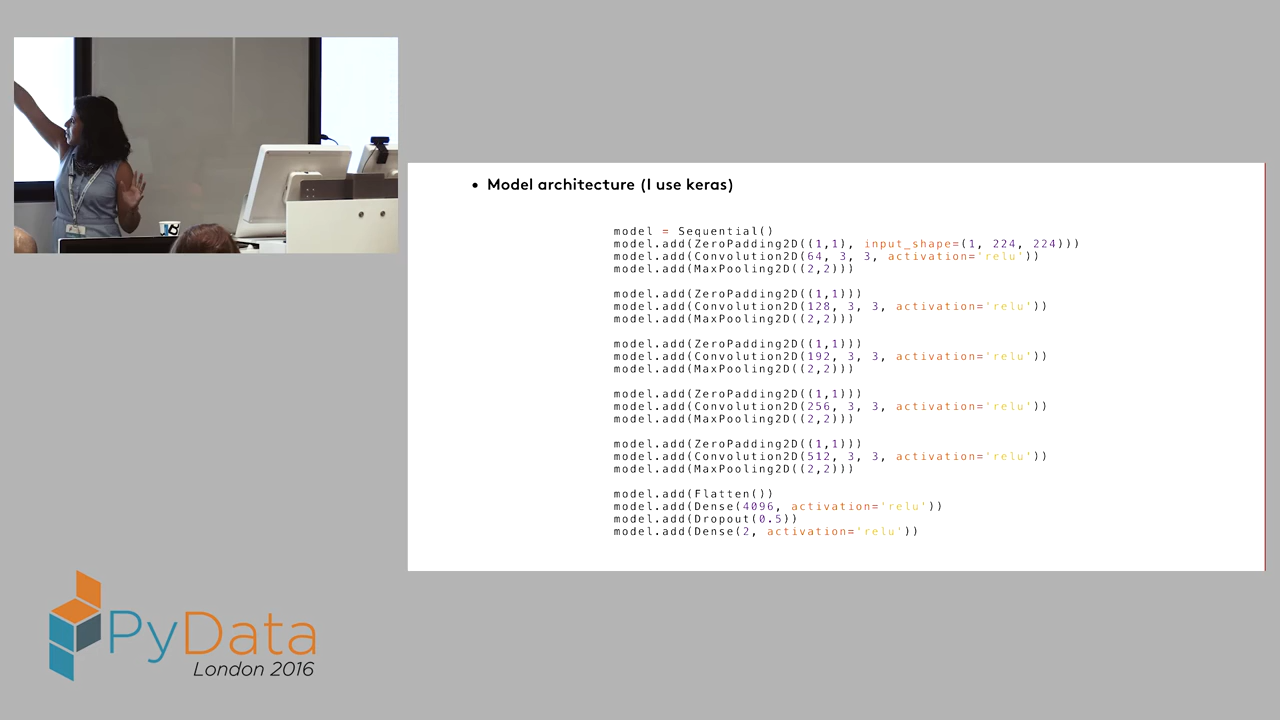 • Model architecture (I use keras)
model = Sequential()
model.add(ZeroPadding2D((1,1), input_shape=(1, 224, 224)))
model.add(Convolution2D(64, 3, 3, activation='relu'))
model.add(MaxPooling2D((2,2)))
model.add(ZeroPadding2D((1,1)))
model.add(Convolution2D(128, 3, 3, activation='relu'))
model.add(MaxPooling2D((2,2)))
model.add(ZeroPadding2D((1,1)))
model.add(Convolution2D(192, 3, 3, activation='relu'))
model.add(MaxPooling2D((2,2)))
model.add(ZeroPadding2D((1,1)))
model.add(Convolution2D(256, 3, 3, activation='relu'))
model.add(MaxPooling2D((2,2)))
model.add(ZeroPadding2D((1,1)))
model.add(Convolution2D(512, 3, 3, activation='relu'))
model.add(MaxPooling2D((2,2)))
model.add(Flatten())
model.add(Dense(4096, activation='relu'))
model.add(Dropout(0.5))
model.add(Dense(2, activation='relu'))
PyData
London 2016